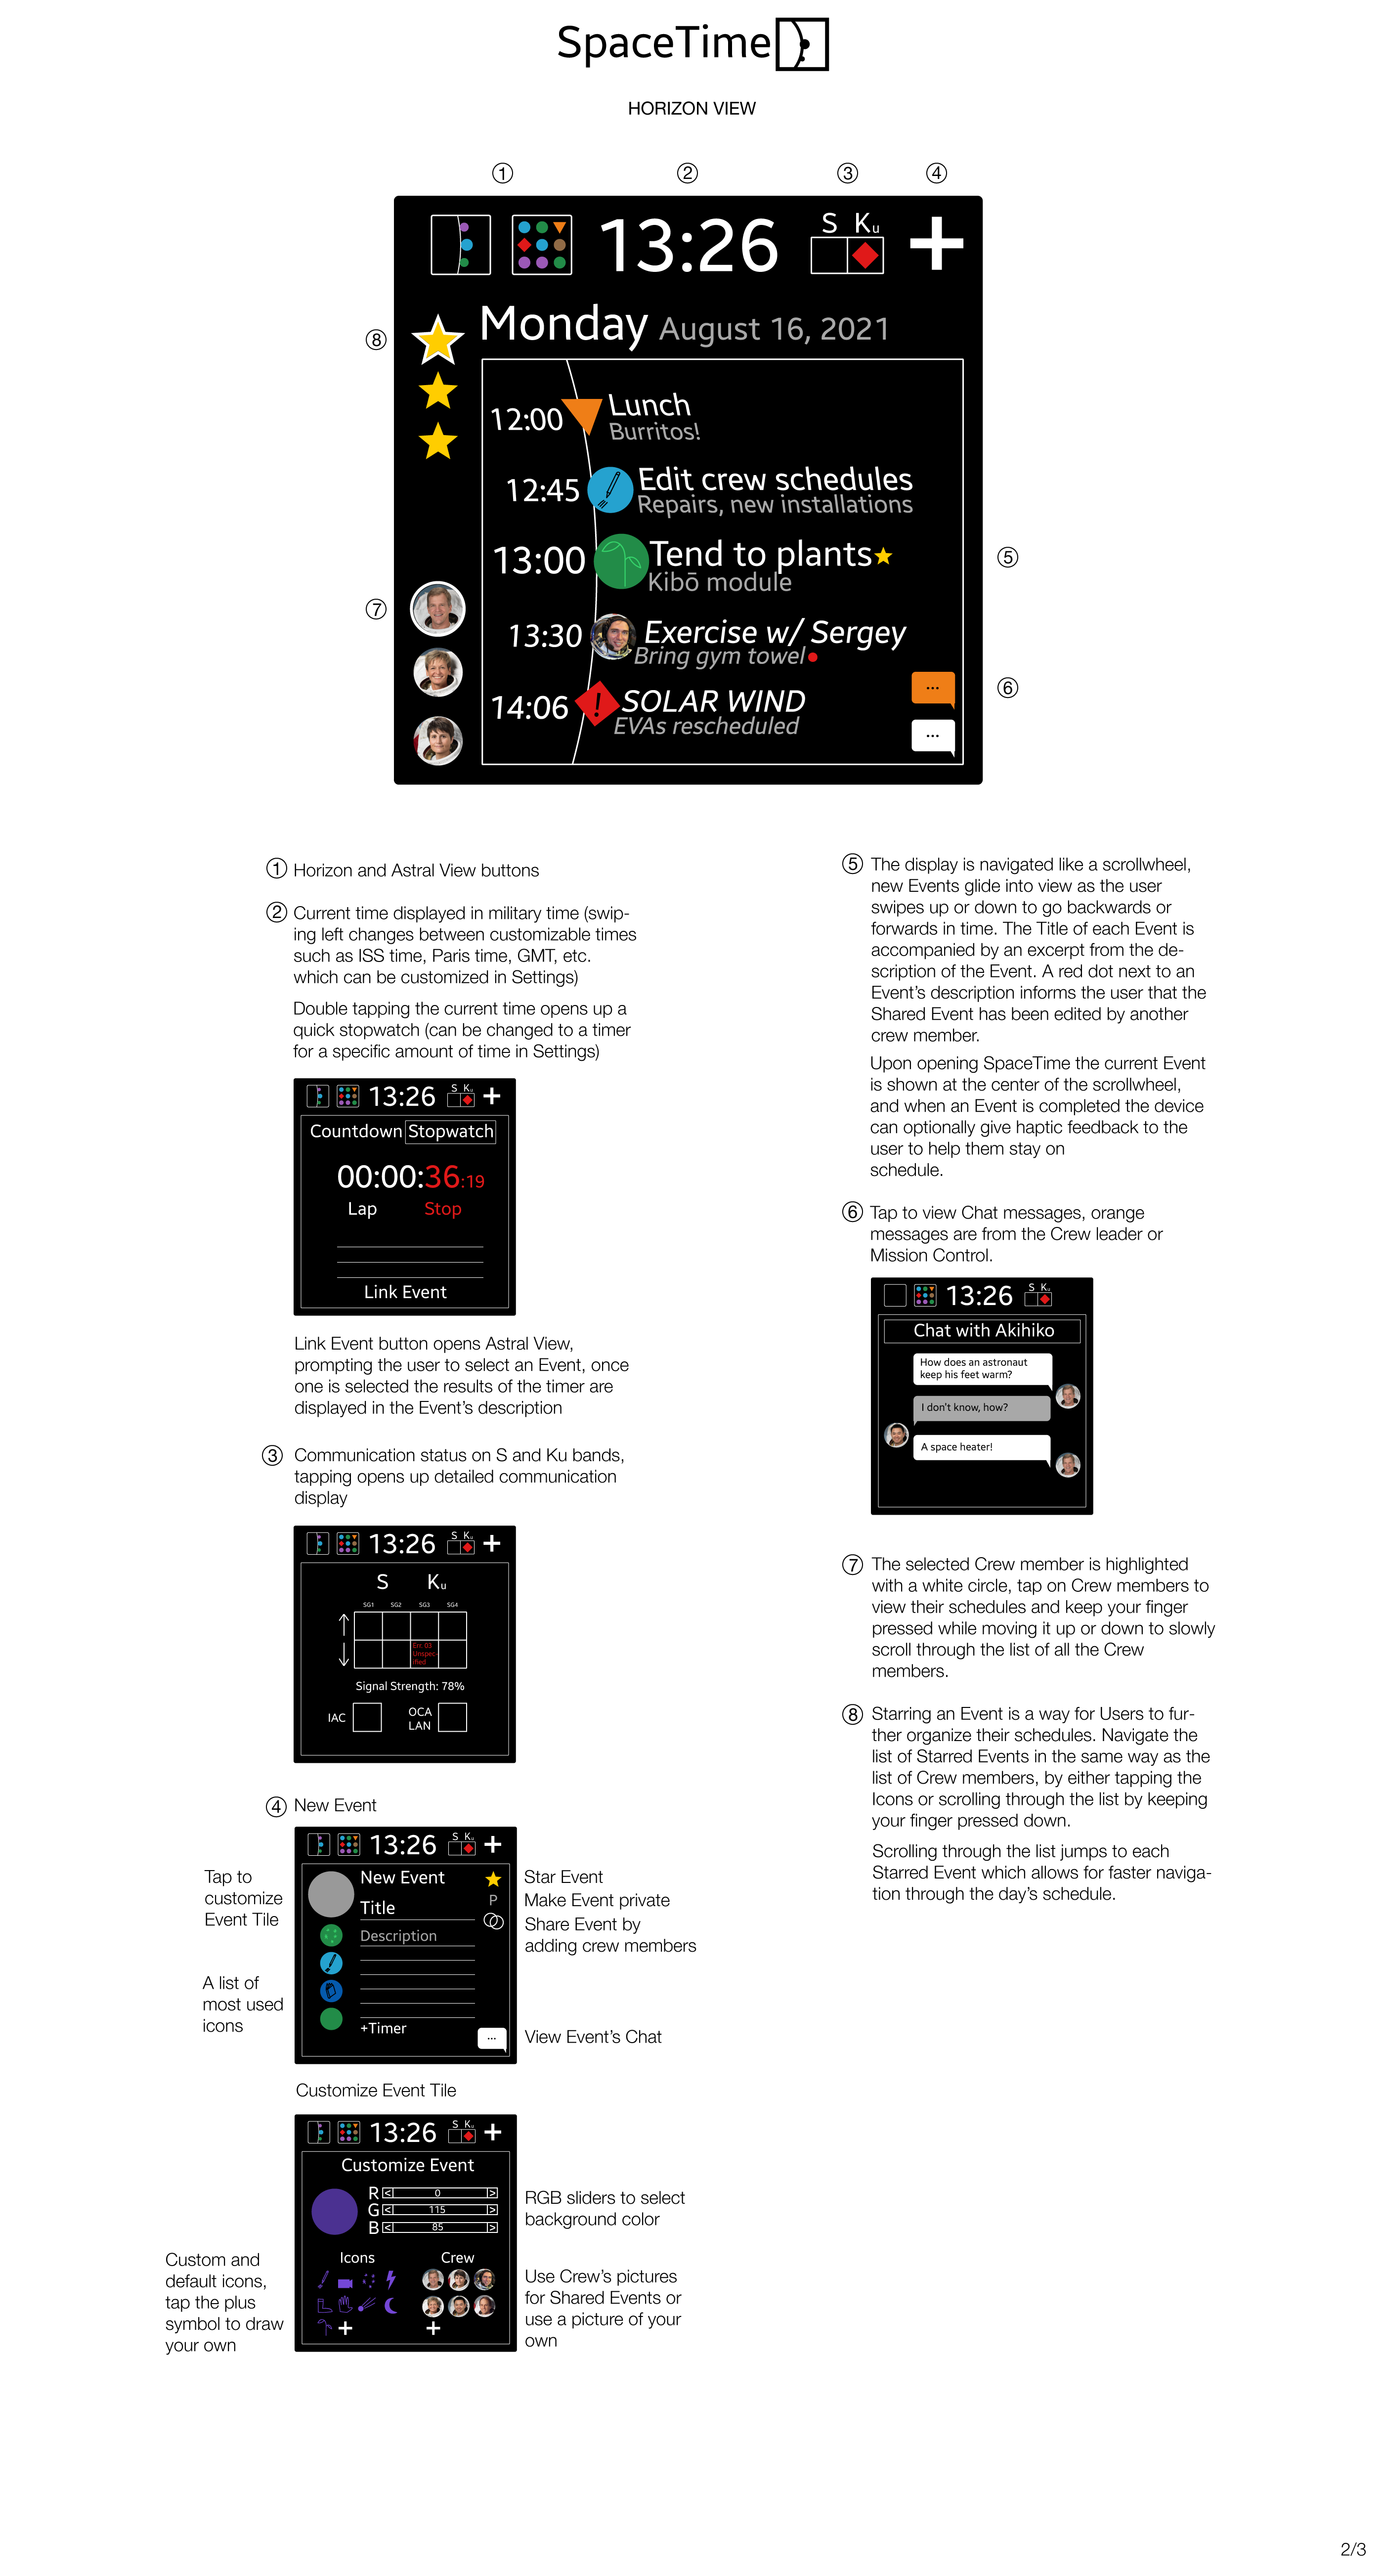 SpaceTime
HORIZON VIEW
1 2 3 4
13:26
S Ku
+
8
Monday August 16, 2021
12:00 Lunch
Burritos!
12:45 Edit crew schedules
Repairs, new installations
13:00 Tend to plants
Kibō module
5
7
13:30 Exercise w/ Sergey
Bring gym towel
...
6
14:06 ! SOLAR WIND
EVAs rescheduled
...
1 Horizon and Astral View buttons
2 Current time displayed in military time (swip-
ing left changes between customizable times
such as ISS time, Paris time, GMT, etc.
which can be customized in Settings)
Double tapping the current time opens up a
quick stopwatch (can be changed to a timer
for a specific amount of time in Settings)
13:26 S Ku +
Countdown Stopwatch
00:00:36:19
Lap Stop
Link Event
Link Event button opens Astral View,
prompting the user to select an Event, once
one is selected the results of the timer are
displayed in the Event's description
3 Communication status on S and Ku bands,
tapping opens up detailed communication
display
13:26 S Ku +
S Ku
SG1 SG2 SG3 SG4
Err: 03
Unspec-
ified
Signal Strength: 78%
IAC OCA
LAN
4 New Event
13:26 S Ku +
Tap to
customize
Event Tile
A list of
most used
icons
New Event
Title
Description
+Timer
P
...
Star Event
Make Event private
Share Event by
adding crew members
View Event's Chat
Customize Event Tile
13:26 S Ku +
Customize Event
R < 0 >
G < 115 >
B < 85 >
Icons Crew
+ +
RGB sliders to select
background color
Custom and
default icons,
tap the plus
symbol to draw
your own
Use Crew's pictures
for Shared Events or
use a picture of your
own
5 The display is navigated like a scrollwheel,
new Events glide into view as the user
swipes up or down to go backwards or
forwards in time. The Title of each Event is
accompanied by an excerpt from the de-
scription of the Event. A red dot next to an
Event's description informs the user that the
Shared Event has been edited by another
crew member.
Upon opening SpaceTime the current Event
is shown at the center of the scrollwheel,
and when an Event is completed the device
can optionally give haptic feedback to the
user to help them stay on
schedule.
6 Tap to view Chat messages, orange
messages are from the Crew leader or
Mission Control.
13:26 S Ku
Chat with Akihiko
How does an astronaut
keep his feet warm?
I don't know, how?
A space heater!
7 The selected Crew member is highlighted
with a white circle, tap on Crew members to
view their schedules and keep your finger
pressed while moving it up or down to slowly
scroll through the list of all the Crew
members.
8 Starring an Event is a way for Users to fur-
ther organize their schedules. Navigate the
list of Starred Events in the same way as the
list of Crew members, by either tapping the
Icons or scrolling through the list by keeping
your finger pressed down.
Scrolling through the list jumps to each
Starred Event which allows for faster naviga-
tion through the day's schedule.
2/3